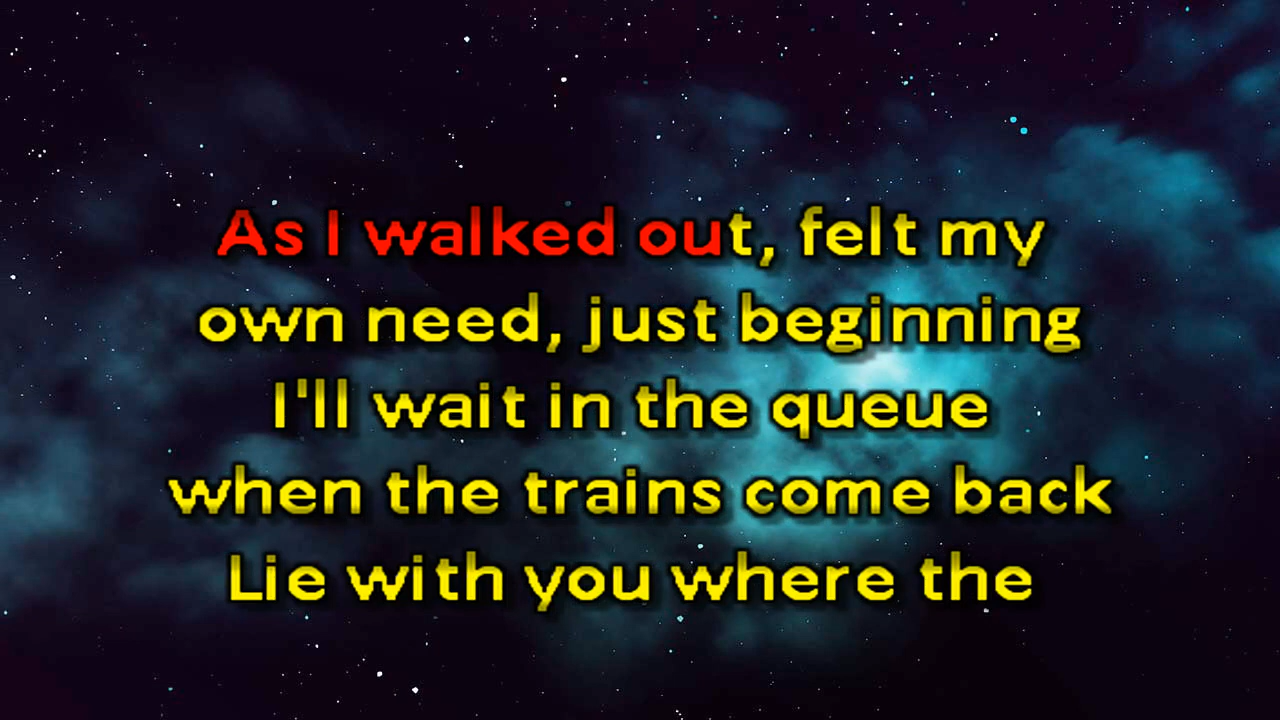 As I walked out, felt my
own need, just beginning
I'll wait in the queue
when the trains come back
Lie with you where the